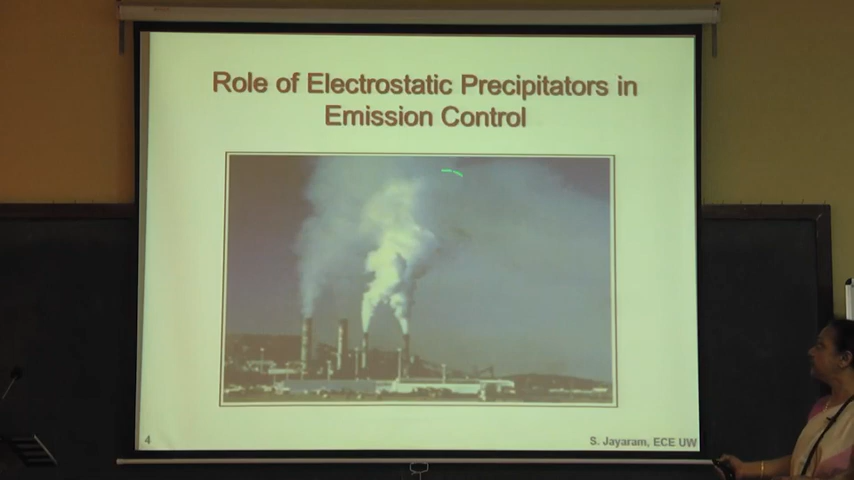 Role of Electrostatic Precipitators in
Emission Control
4
S. Jayaram, ECE UW